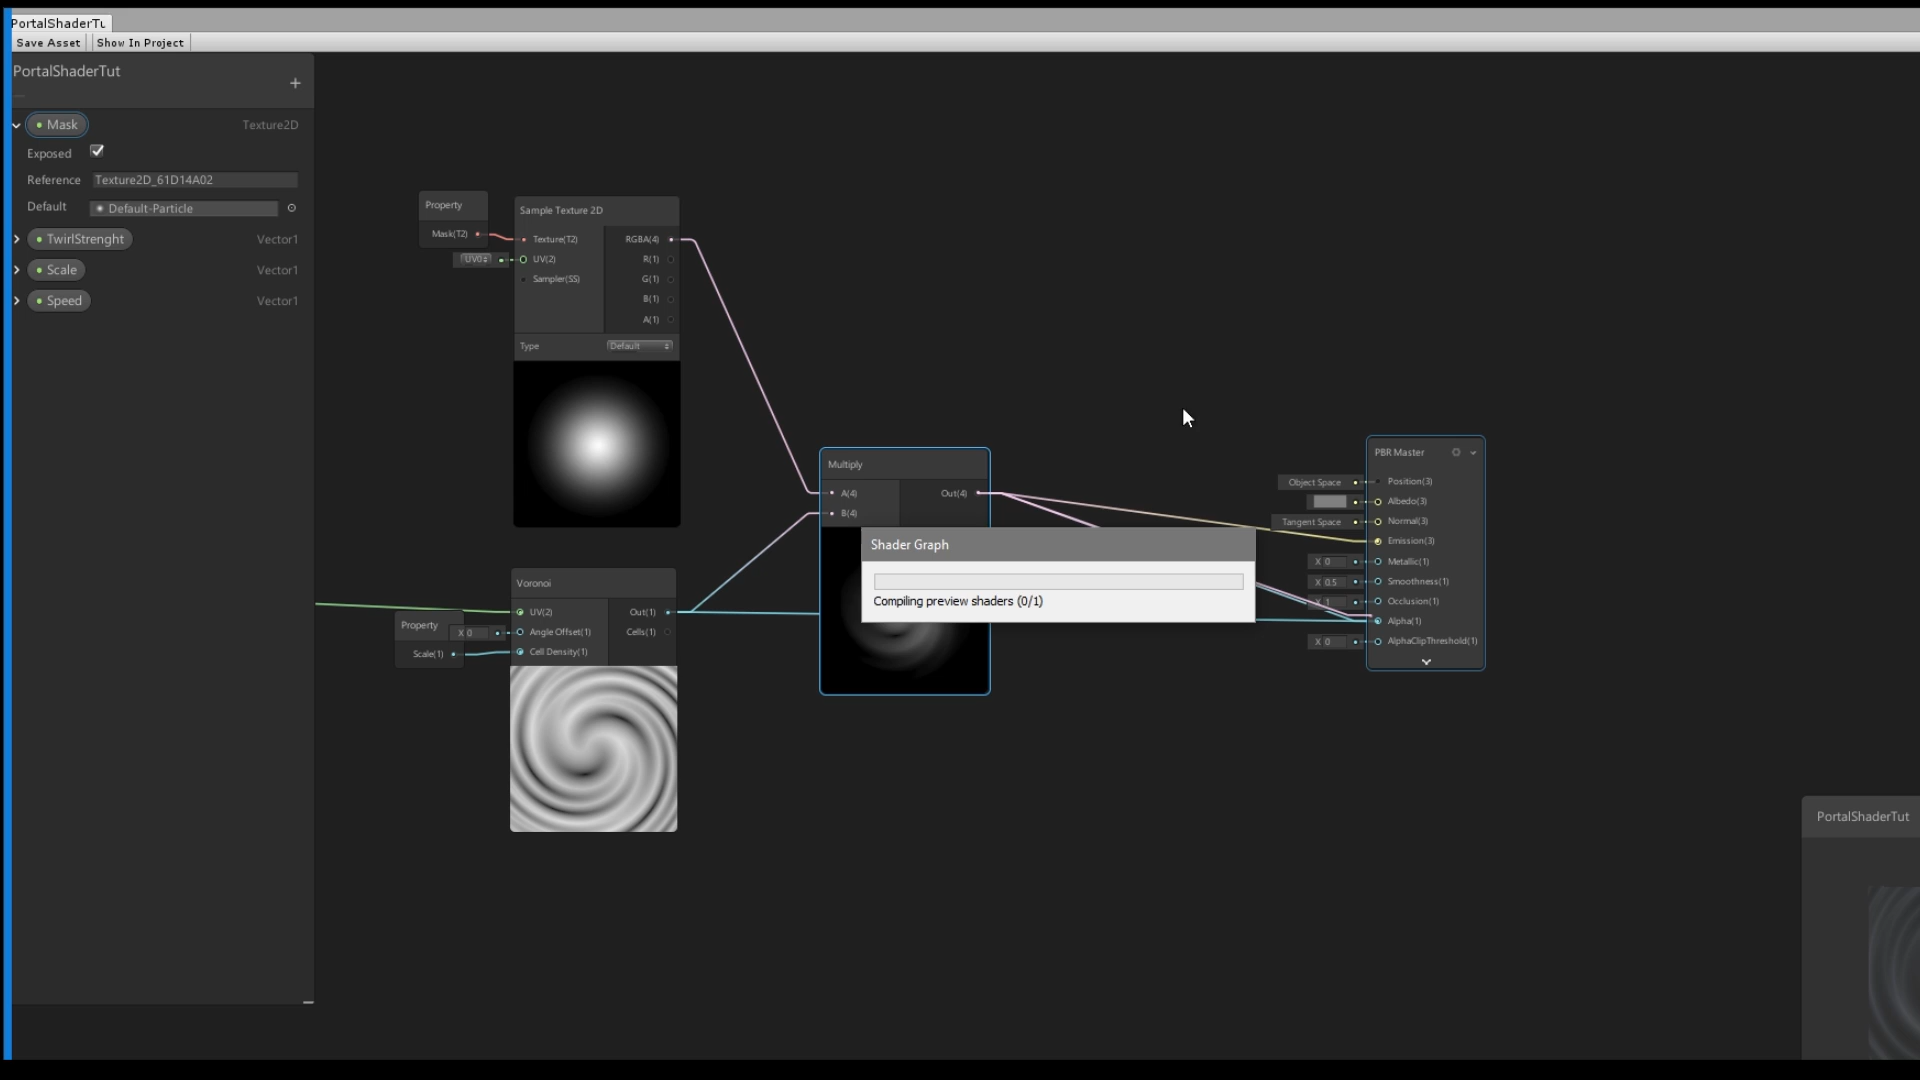 PortalShaderTu
Save Asset
Show In Project
PortalShaderTut
+
Mask
Texture2D
Exposed
Reference
Texture2D_61D14A02
Default
Default-Particle
TwirlStrenght
Vector1
Scale
Vector1
Speed
Vector1
Property
Mask(T2)
UV0
Sample Texture 2D
Texture(T2)
UV(2)
Sampler(SS)
RGBA(4)
R(1)
G(1)
B(1)
A(1)
Type
Default
Voronoi
UV(2)
Angle Offset(1)
Cell Density(1)
Out(1)
Cells(1)
Property
X 0
Scale(1)
Multiply
A(4)
B(4)
Out(4)
Shader Graph
Compiling preview shaders (0/1)
PBR Master
Object Space
Position(3)
Albedo(3)
Tangent Space
Normal(3)
Emission(3)
X 0
Metallic(1)
X 0.5
Smoothness(1)
X 1
Occlusion(1)
Alpha(1)
X 0
AlphaClipThreshold(1)
PortalShaderTut